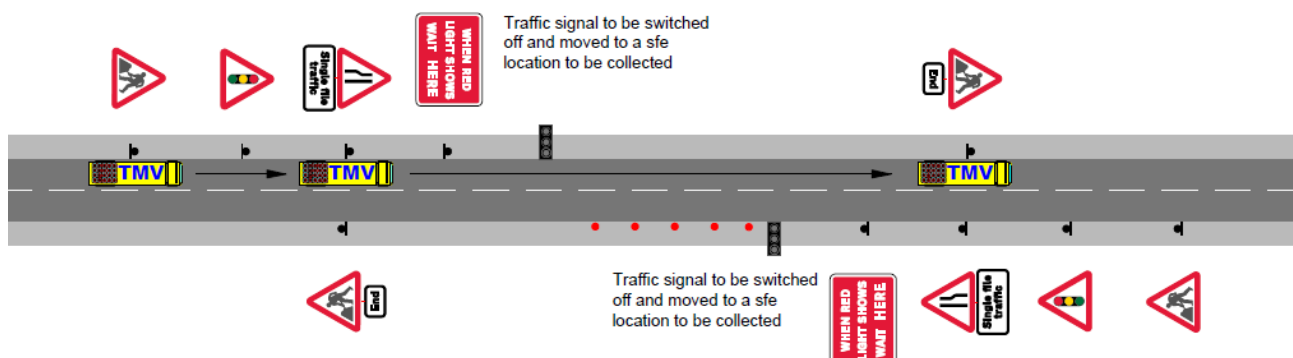 Traffic signal to be switched
off and moved to a sfe
location to be collected
WHEN RED
LIGHT SHOWS
WAIT HERE
Single file
traffic
End
TMV
TMV
TMV
End
Traffic signal to be switched
off and moved to a sfe
location to be collected
WHEN RED
LIGHT SHOWS
WAIT HERE
Single file
traffic